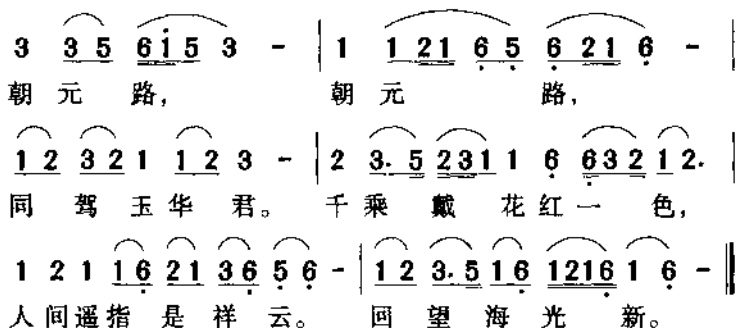 3 3 5 6 i 5 3 - | 1 1 2 1 6 5 6 2 1 6 -
朝 元 路, 朝 元 路,
1 2 3 2 1 1 2 3 - | 2 3. 5 2 3 1 1 6 6 3 2 1 2. |
同 驾 玉 华 君。 千 乘 戴 花 红 一 色,
1 2 1 1 6 2 1 3 6 5 6 - | 1 2 3. 5 1 6 1 2 1 6 1 6 - ‖
人 间 遥 指 是 祥 云。 回 望 海 光 新。